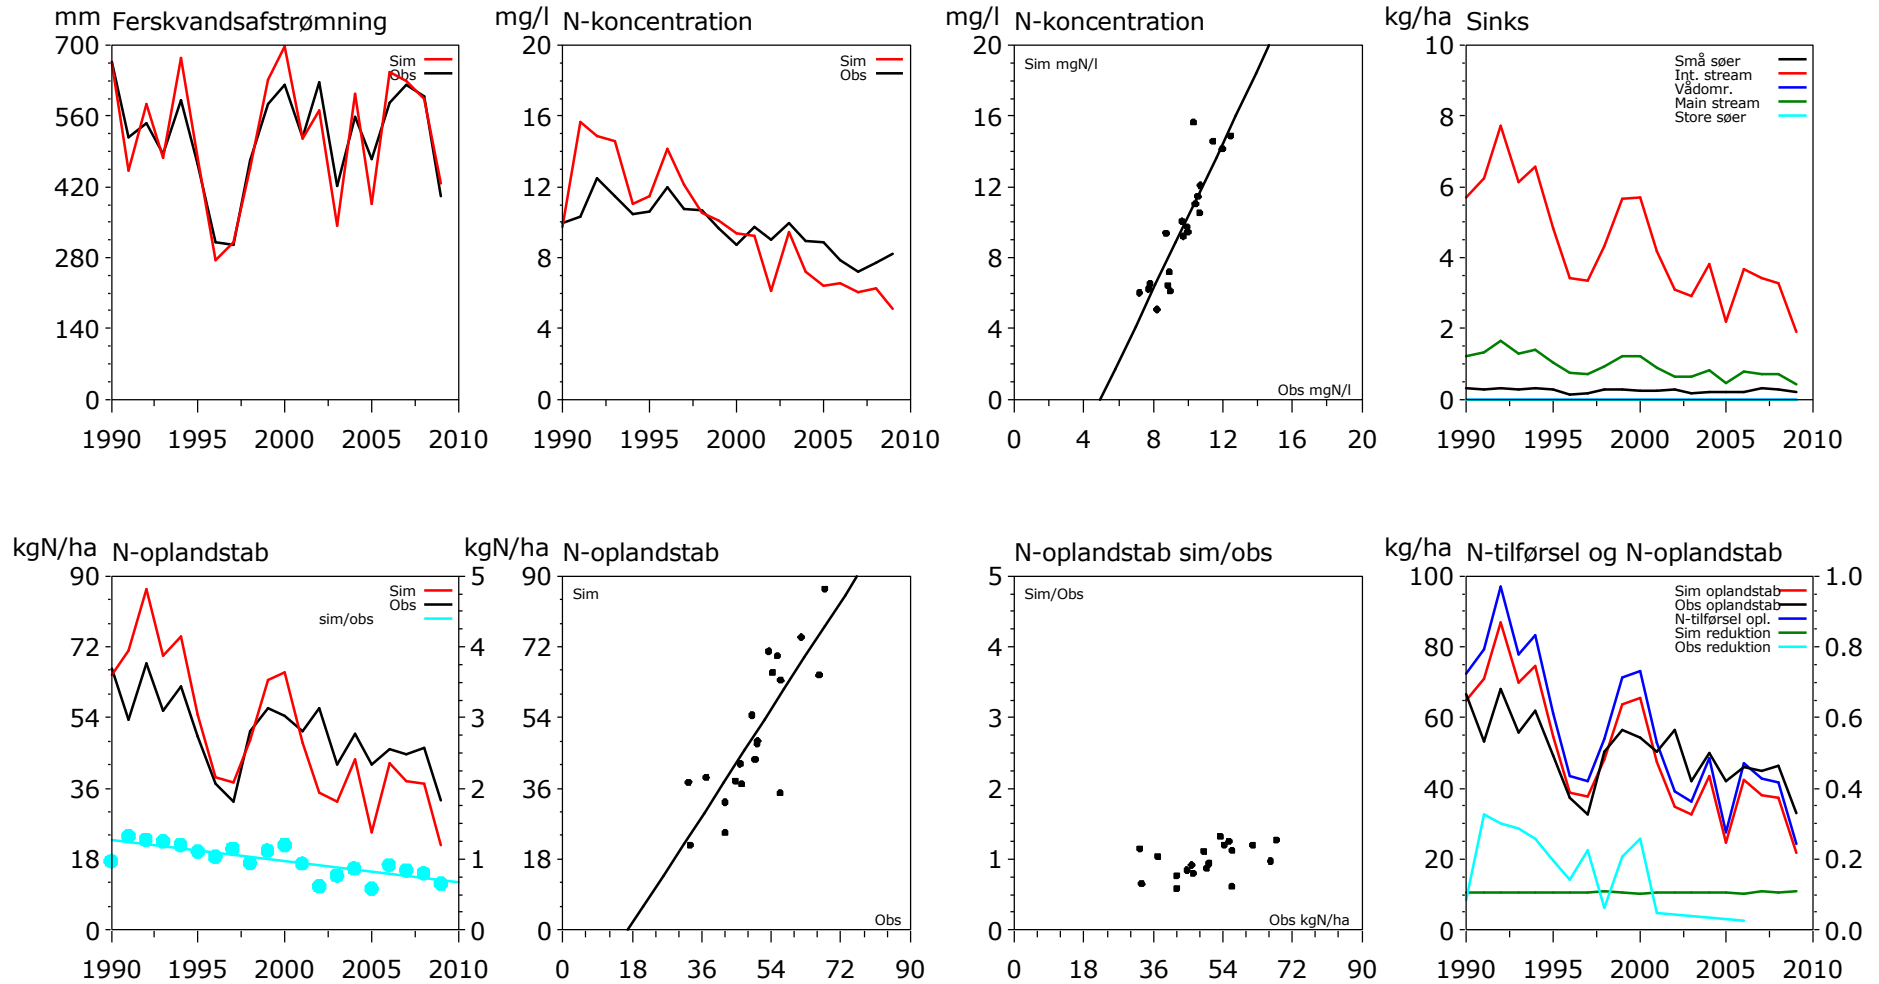 mm Ferskvandsafstrømning
700
560
420
280
140
0
1990 1995 2000 2005 2010
Sim
Obs
mg/l N-koncentration
20
16
12
8
4
0
1990 1995 2000 2005 2010
Sim
Obs
mg/l N-koncentration
20
16
12
8
4
0
0 4 8 12 16 20
Sim mgN/l
Obs mgN/l
kg/ha Sinks
10
8
6
4
2
0
1990 1995 2000 2005 2010
Små søer
Int. stream
Vådomr.
Main stream
Store søer
kgN/ha N-oplandstab
90
72
54
36
18
0
1990 1995 2000 2005 2010
Sim
Obs
sim/obs
5
4
3
2
1
0
kgN/ha N-oplandstab
90
72
54
36
18
0
0 18 36 54 72 90
Sim
Obs
N-oplandstab sim/obs
5
4
3
2
1
0
0 18 36 54 72 90
Sim/Obs
Obs kgN/ha
kg/ha N-tilførsel og N-oplandstab
100
80
60
40
20
0
1990 1995 2000 2005 2010
Sim oplandstab
Obs oplandstab
N-tilførsel opl.
Sim reduktion
Obs reduktion
1.0
0.8
0.6
0.4
0.2
0.0